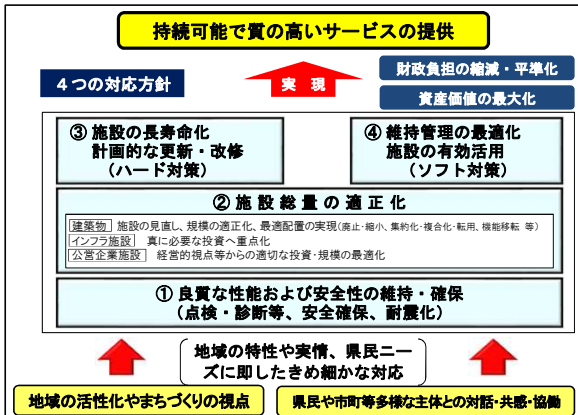 持続可能で質の高いサービスの提供
4つの対応方針
実現
財政負担の縮減・平準化
資産価値の最大化
③ 施設の長寿命化
計画的な更新・改修
(ハード対策)
④ 維持管理の最適化
施設の有効活用
(ソフト対策)
② 施設総量の適正化
建築物 施設の見直し、規模の適正化、最適配置の実現(廃止・縮小、集約化・複合化・転用、機能移転 等)
インフラ施設 真に必要な投資へ重点化
公営企業施設 経営的視点等からの適切な投資・規模の最適化
① 良質な性能および安全性の維持・確保
(点検・診断等、安全確保、耐震化)
地域の特性や実情、県民ニー
ズに即したきめ細かな対応
地域の活性化やまちづくりの視点
県民や市町等多様な主体との対話・共感・協働